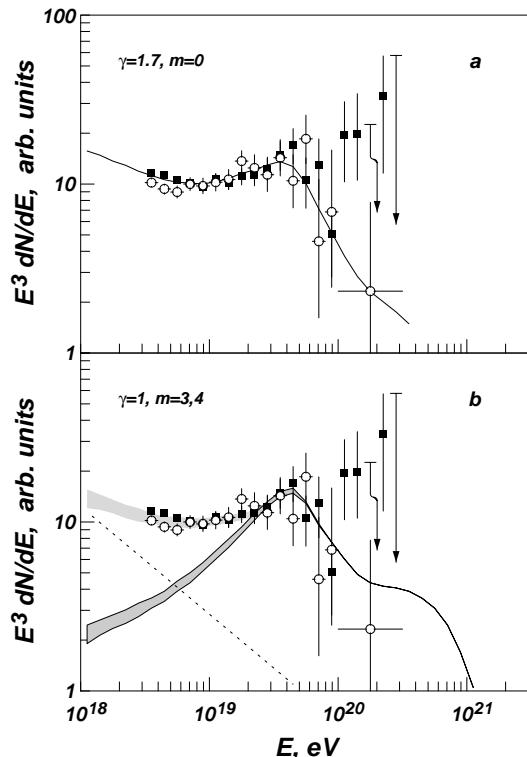 100
γ=1.7, m=0
a
E³ dN/dE, arb. units
10
1
γ=1, m=3,4
b
E³ dN/dE, arb. units
10
1
10¹⁸
10¹⁹
10²⁰
10²¹
E, eV